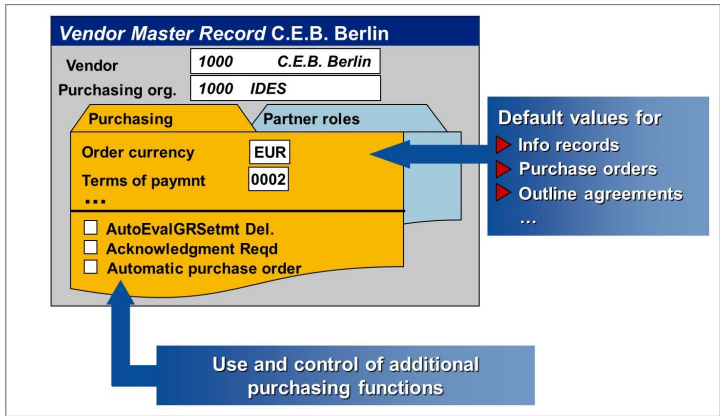 Vendor Master Record C.E.B. Berlin
Vendor 1000 C.E.B. Berlin
Purchasing org. 1000 IDES
Purchasing Partner roles
Order currency EUR
Terms of paymnt 0002
...
AutoEvalGRSetmt Del.
Acknowledgment Reqd
Automatic purchase order
Default values for
Info records
Purchase orders
Outline agreements
...
Use and control of additional
purchasing functions